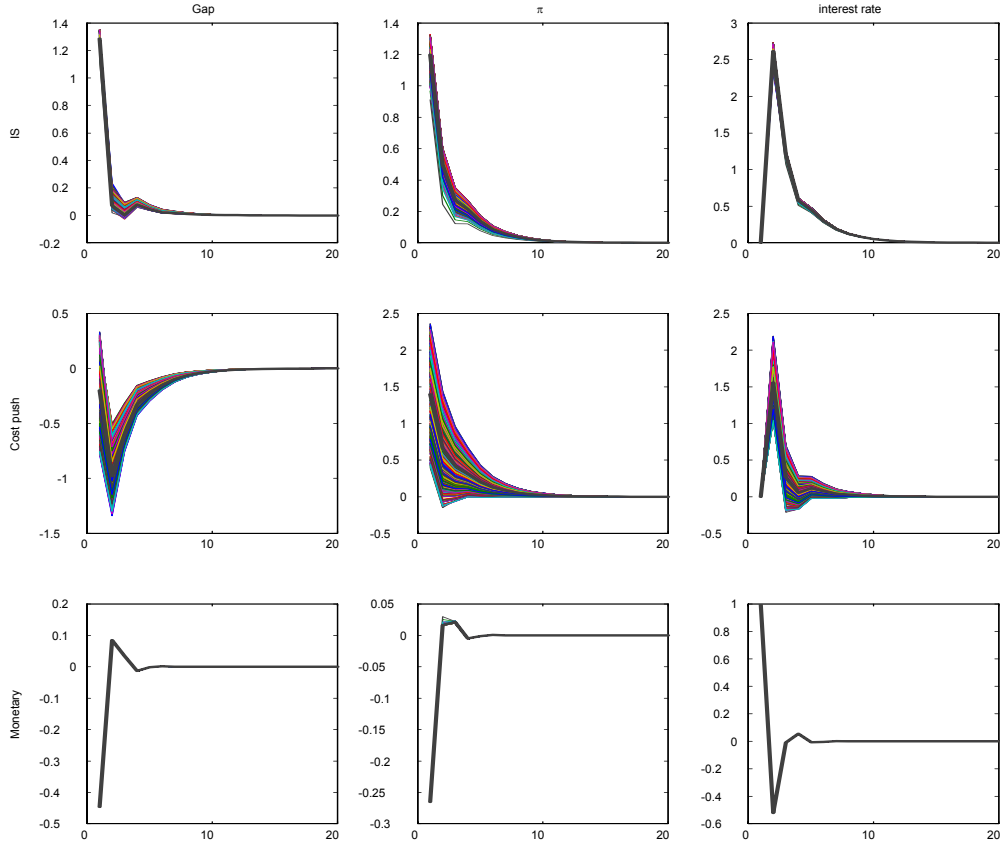 Gap π interest rate
IS
1.4 1.4 3
1.2 1.2 2.5
1 1 2
0.8 0.8 1.5
0.6 0.6 1
0.4 0.4 0.5
0.2 0.2 0
0 0
-0.2
0 10 20 0 10 20 0 10 20
Cost push
0.5 2.5 2.5
0 2 2
-0.5 1.5 1.5
-1 1 1
-1.5 0.5 0.5
0 0
-0.5 -0.5
0 10 20 0 10 20 0 10 20
Monetary
0.2 0.05 1
0.1 0 0.8
0 -0.05 0.6
-0.1 -0.1 0.4
-0.2 -0.15 0.2
-0.3 -0.2 0
-0.4 -0.25 -0.2
-0.5 -0.3 -0.4
-0.6
0 10 20 0 10 20 0 10 20